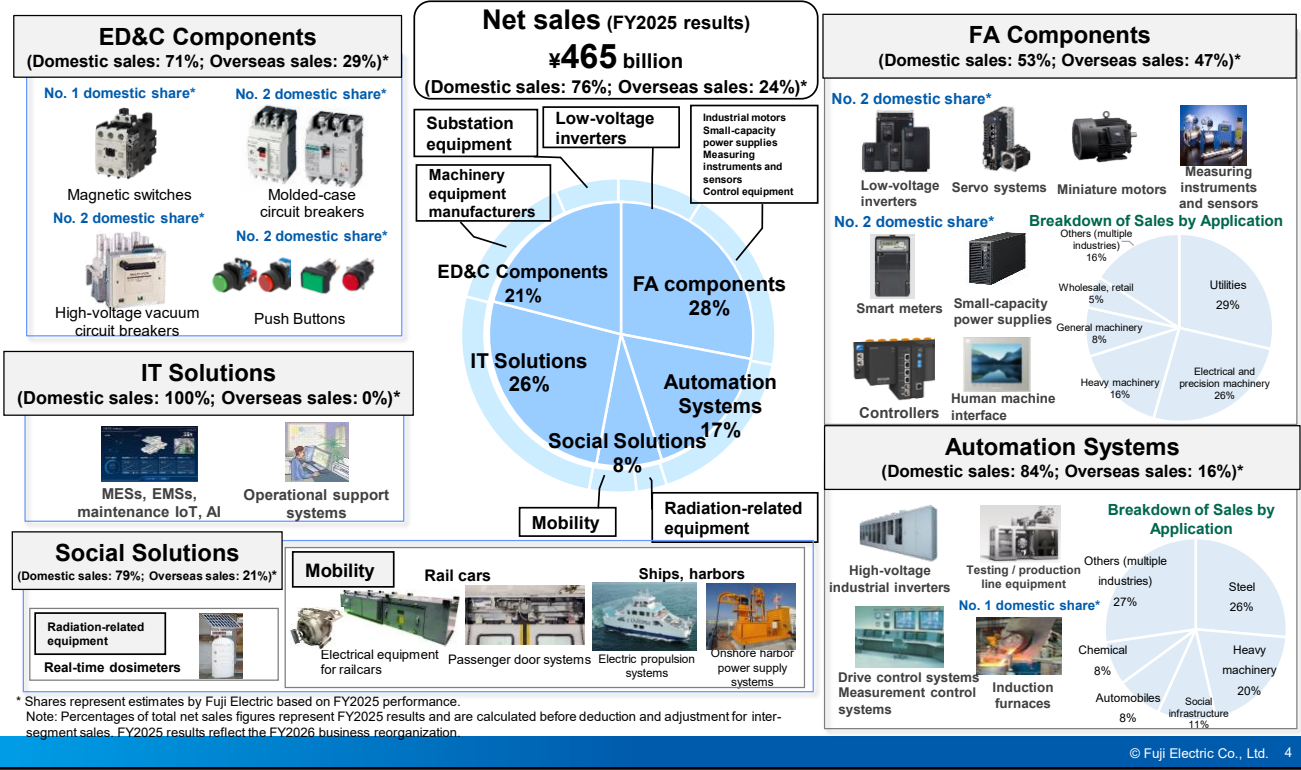 Net sales (FY2025 results)
¥465 billion
(Domestic sales: 76%; Overseas sales: 24%)*
ED&C Components
(Domestic sales: 71%; Overseas sales: 29%)*
No. 1 domestic share*
No. 2 domestic share*
Magnetic switches
Molded-case
circuit breakers
No. 2 domestic share*
No. 2 domestic share*
High-voltage vacuum
circuit breakers
Push Buttons
IT Solutions
(Domestic sales: 100%; Overseas sales: 0%)*
MESs, EMSs,
maintenance IoT, AI
Operational support
systems
Substation
equipment
Low-voltage
inverters
Industrial motors
Small-capacity
power supplies
Measuring
instruments and
sensors
Control equipment
Machinery
equipment
manufacturers
ED&C Components
21%
FA components
28%
IT Solutions
26%
Automation
Systems
17%
Social Solutions
8%
Mobility
Radiation-related
equipment
FA Components
(Domestic sales: 53%; Overseas sales: 47%)*
No. 2 domestic share*
Low-voltage
inverters
Servo systems
Miniature motors
Measuring
instruments
and sensors
No. 2 domestic share*
Smart meters
Small-capacity
power supplies
Controllers
Human machine
interface
Breakdown of Sales by Application
Others (multiple
industries)
16%
Utilities
29%
Wholesale, retail
5%
General machinery
8%
Heavy machinery
16%
Electrical and
precision machinery
26%
Automation Systems
(Domestic sales: 84%; Overseas sales: 16%)*
High-voltage
industrial inverters
Testing / production
line equipment
No. 1 domestic share*
Drive control systems
Measurement control
systems
Induction
furnaces
Breakdown of Sales by
Application
Others (multiple
industries)
27%
Steel
26%
Chemical
8%
Heavy
machinery
20%
Automobiles
8%
Social
infrastructure
11%
Social Solutions
(Domestic sales: 79%; Overseas sales: 21%)*
Radiation-related
equipment
Real-time dosimeters
Mobility
Rail cars
Ships, harbors
Electrical equipment
for railcars
Passenger door systems
Electric propulsion
systems
Onshore harbor
power supply
systems
* Shares represent estimates by Fuji Electric based on FY2025 performance.
Note: Percentages of total net sales figures represent FY2025 results and are calculated before deduction and adjustment for inter-
segment sales. FY2025 results reflect the FY2026 business reorganization.
© Fuji Electric Co., Ltd. 4